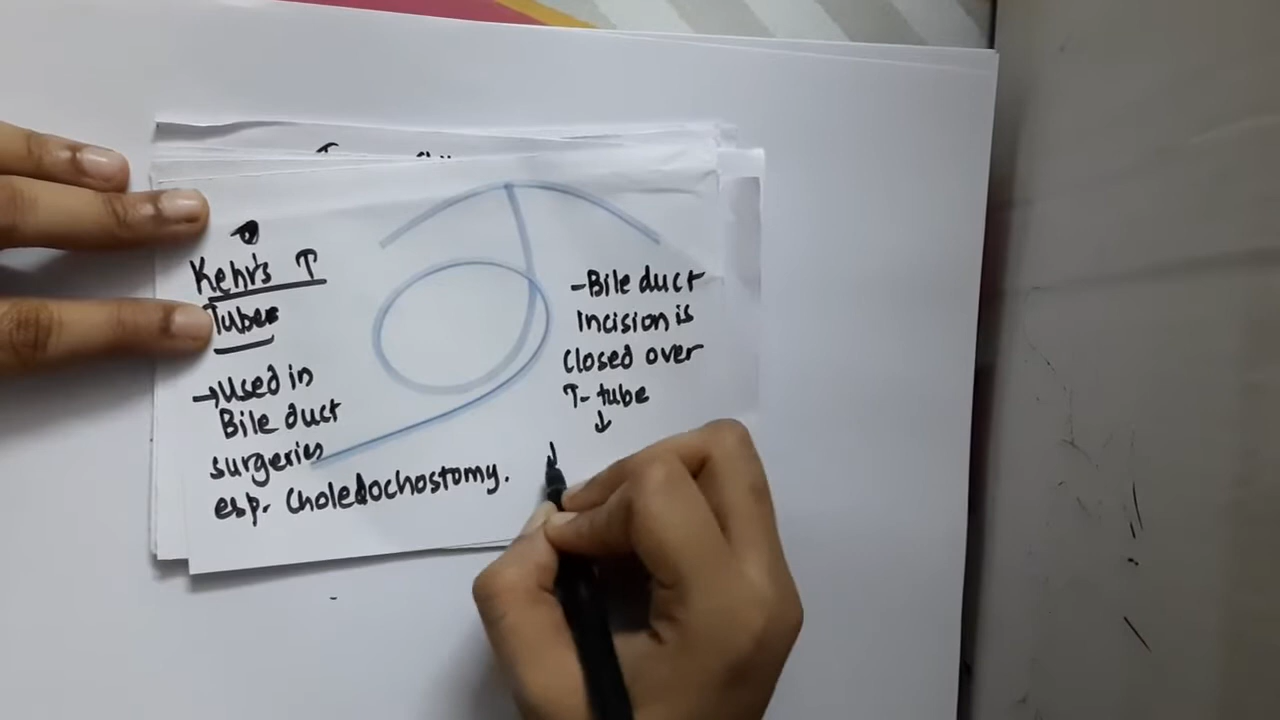 Kehr's T
Tube
→Used in
Bile duct
surgeries
esp. Choledochostomy.
-Bile duct
Incision is
closed over
T-tube
↓